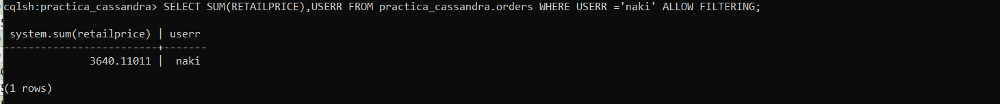 cqlsh:practica_cassandra> SELECT SUM(RETAILPRICE),USERR FROM practica_cassandra.orders WHERE USERR ='naki' ALLOW FILTERING;
system.sum(retailprice) | userr
-------------------------+-------
3640.11011 | naki
(1 rows)